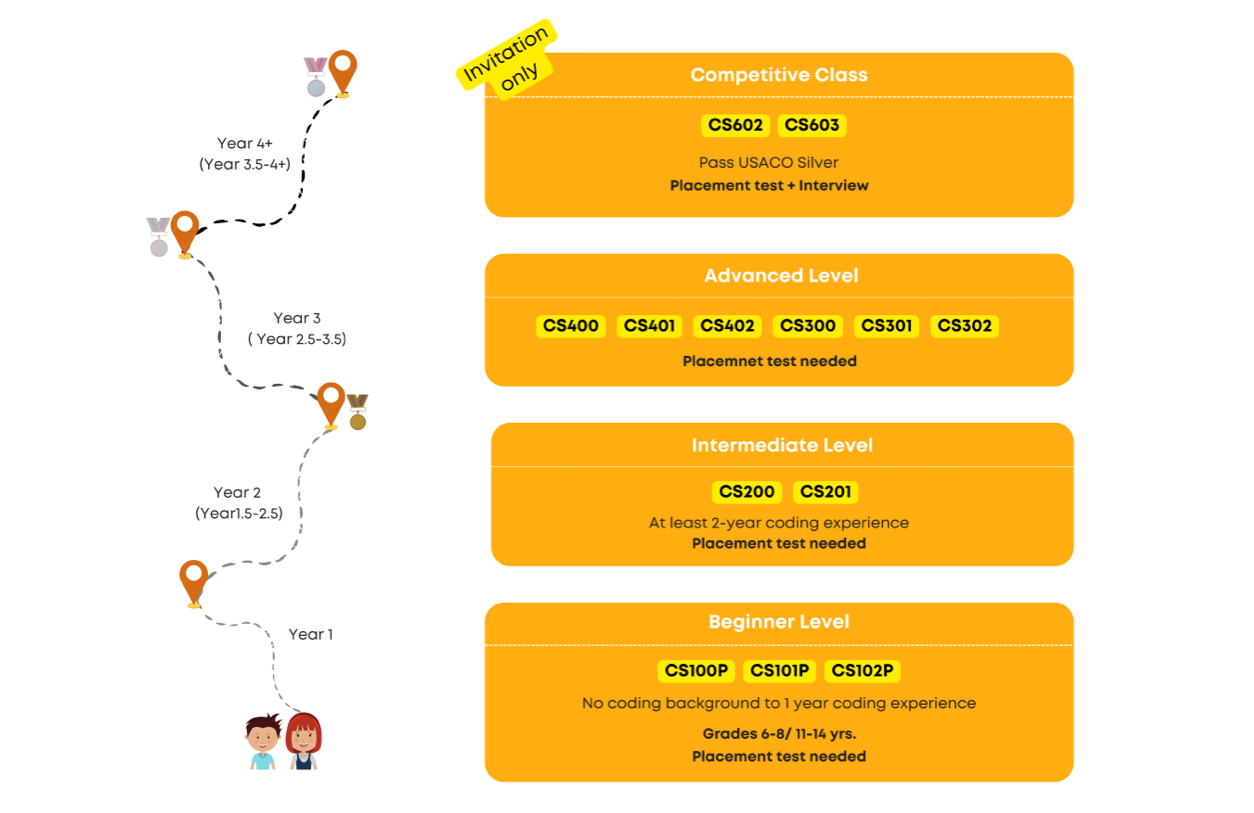 Invitation
only
Competitive Class
CS602 CS603
Pass USACO Silver
Placement test + Interview
Year 4+
(Year 3.5-4+)
Advanced Level
CS400 CS401 CS402 CS300 CS301 CS302
Placemnet test needed
Year 3
( Year 2.5-3.5)
Intermediate Level
CS200 CS201
At least 2-year coding experience
Placement test needed
Year 2
(Year1.5-2.5)
Beginner Level
CS100P CS101P CS102P
No coding background to 1 year coding experience
Grades 6-8/ 11-14 yrs.
Placement test needed
Year 1